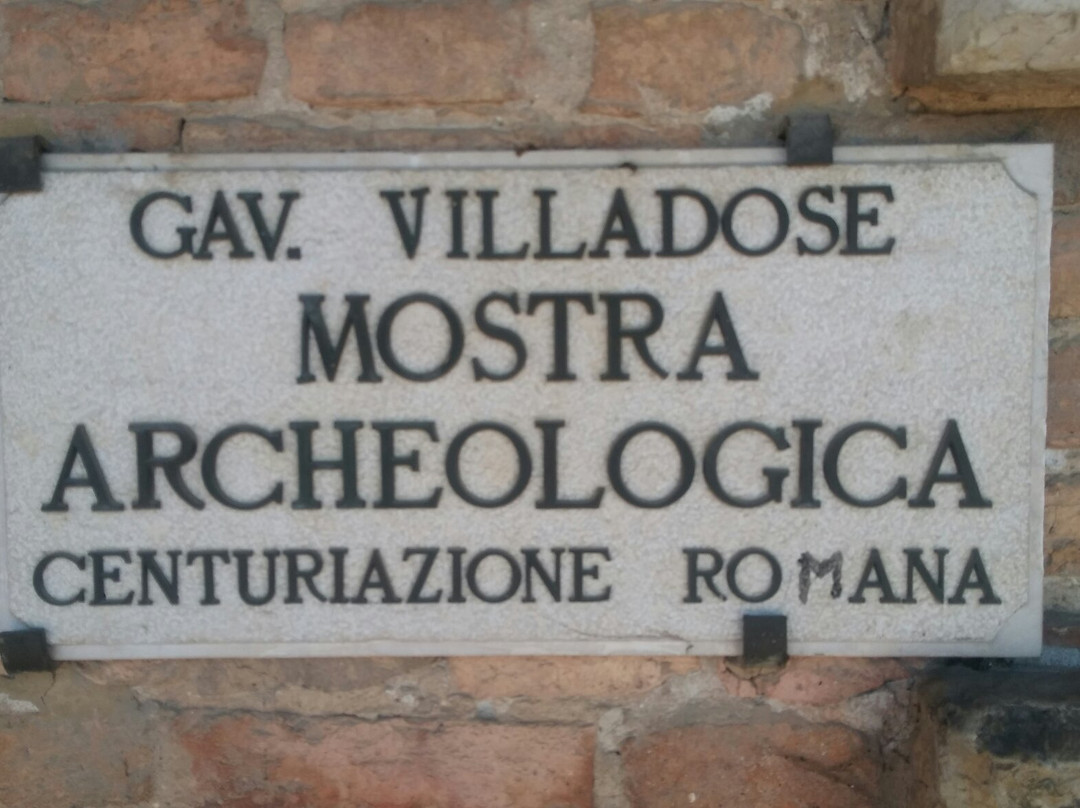 GAV. VILLADOSE
MOSTRA
ARCHEOLOGICA
CENTURIAZIONE ROMANA